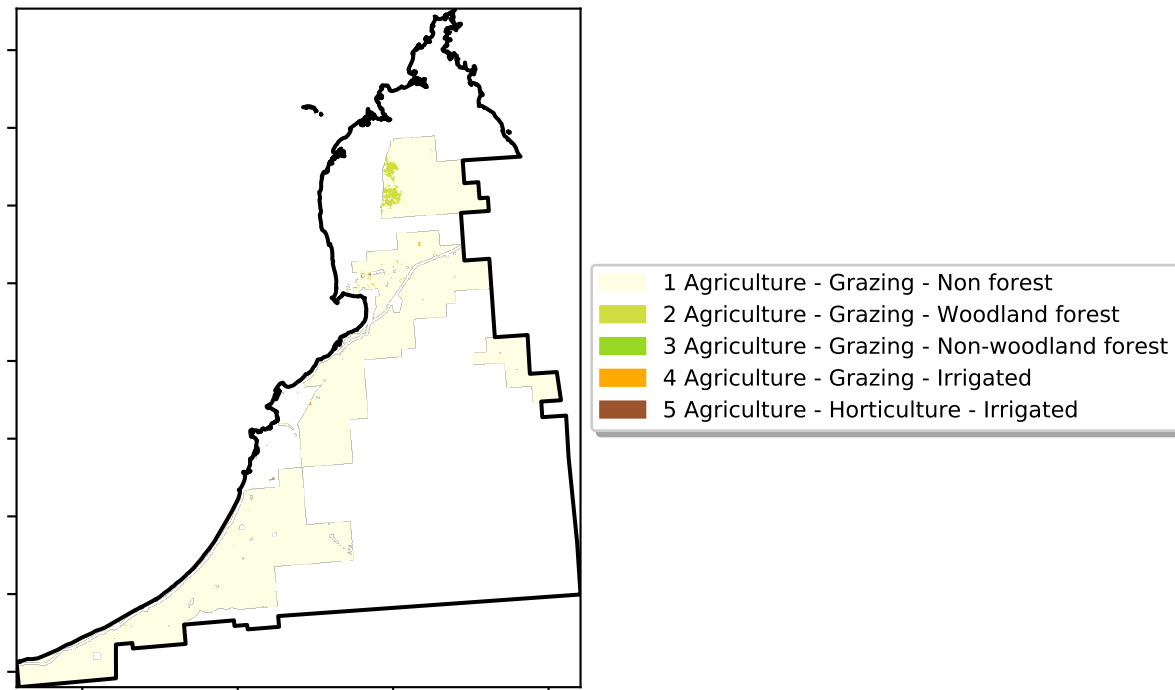 1 Agriculture - Grazing - Non forest
2 Agriculture - Grazing - Woodland forest
3 Agriculture - Grazing - Non-woodland forest
4 Agriculture - Grazing - Irrigated
5 Agriculture - Horticulture - Irrigated